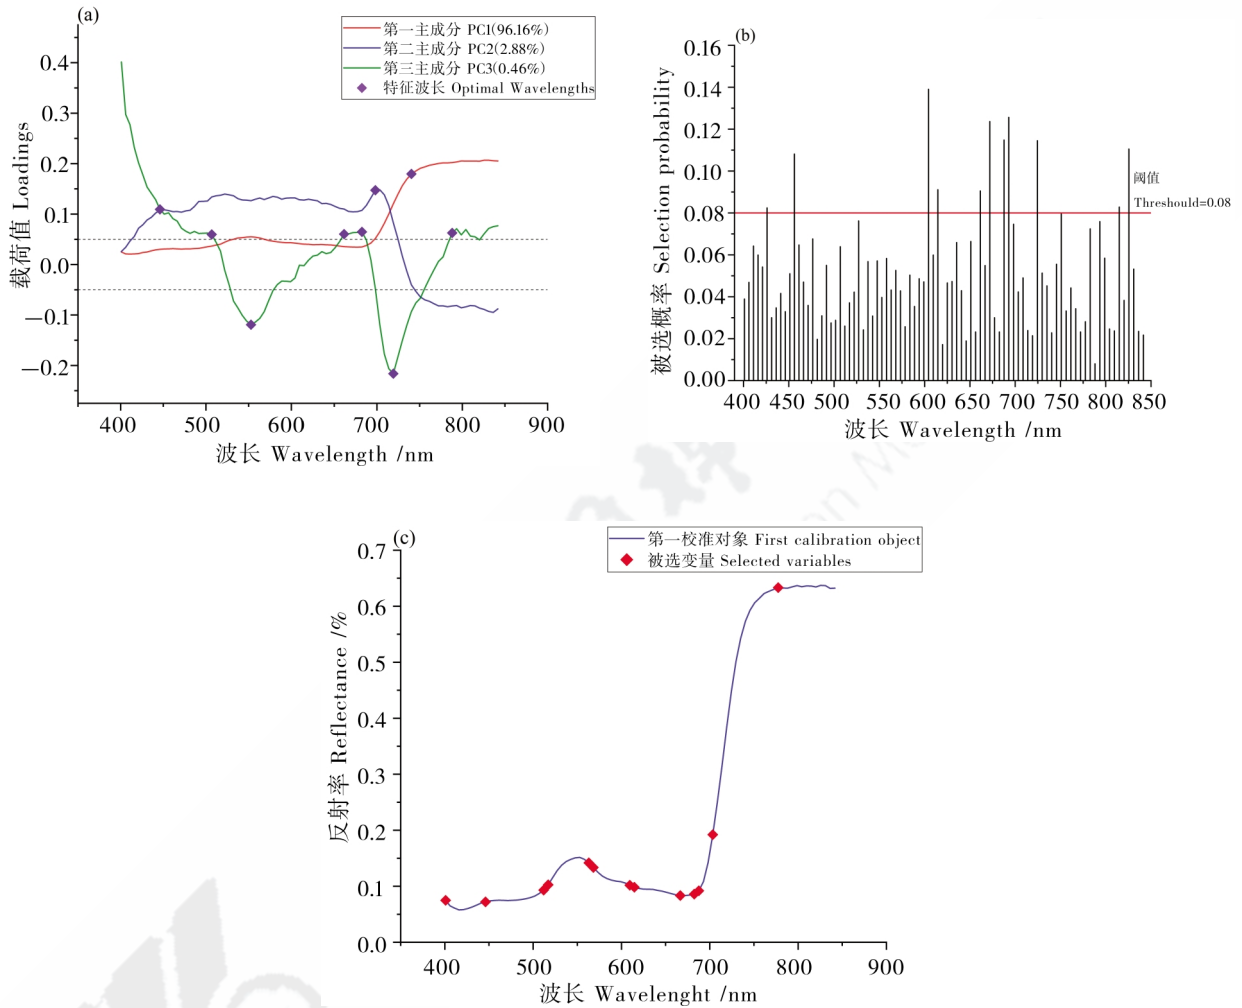 (a)
第一主成分 PC1(96.16%)
第二主成分 PC2(2.88%)
第三主成分 PC3(0.46%)
特征波长 Optimal Wavelengths
载荷值 Loadings
0.4
0.3
0.2
0.1
0.0
—0.1
—0.2
400 500 600 700 800 900
波长 Wavelength /nm
(b)
被选概率 Selection probability
0.16
0.14
0.12
0.10
0.08
0.06
0.04
0.02
0.00
阈值
Threshould=0.08
400 450 500 550 600 650 700 750 800 850
波长 Wavelength /nm
(c)
第一校准对象 First calibration object
被选变量 Selected variables
反射率 Reflectance /%
0.7
0.6
0.5
0.4
0.3
0.2
0.1
0.0
400 500 600 700 800 900
波长 Wavelenght /nm